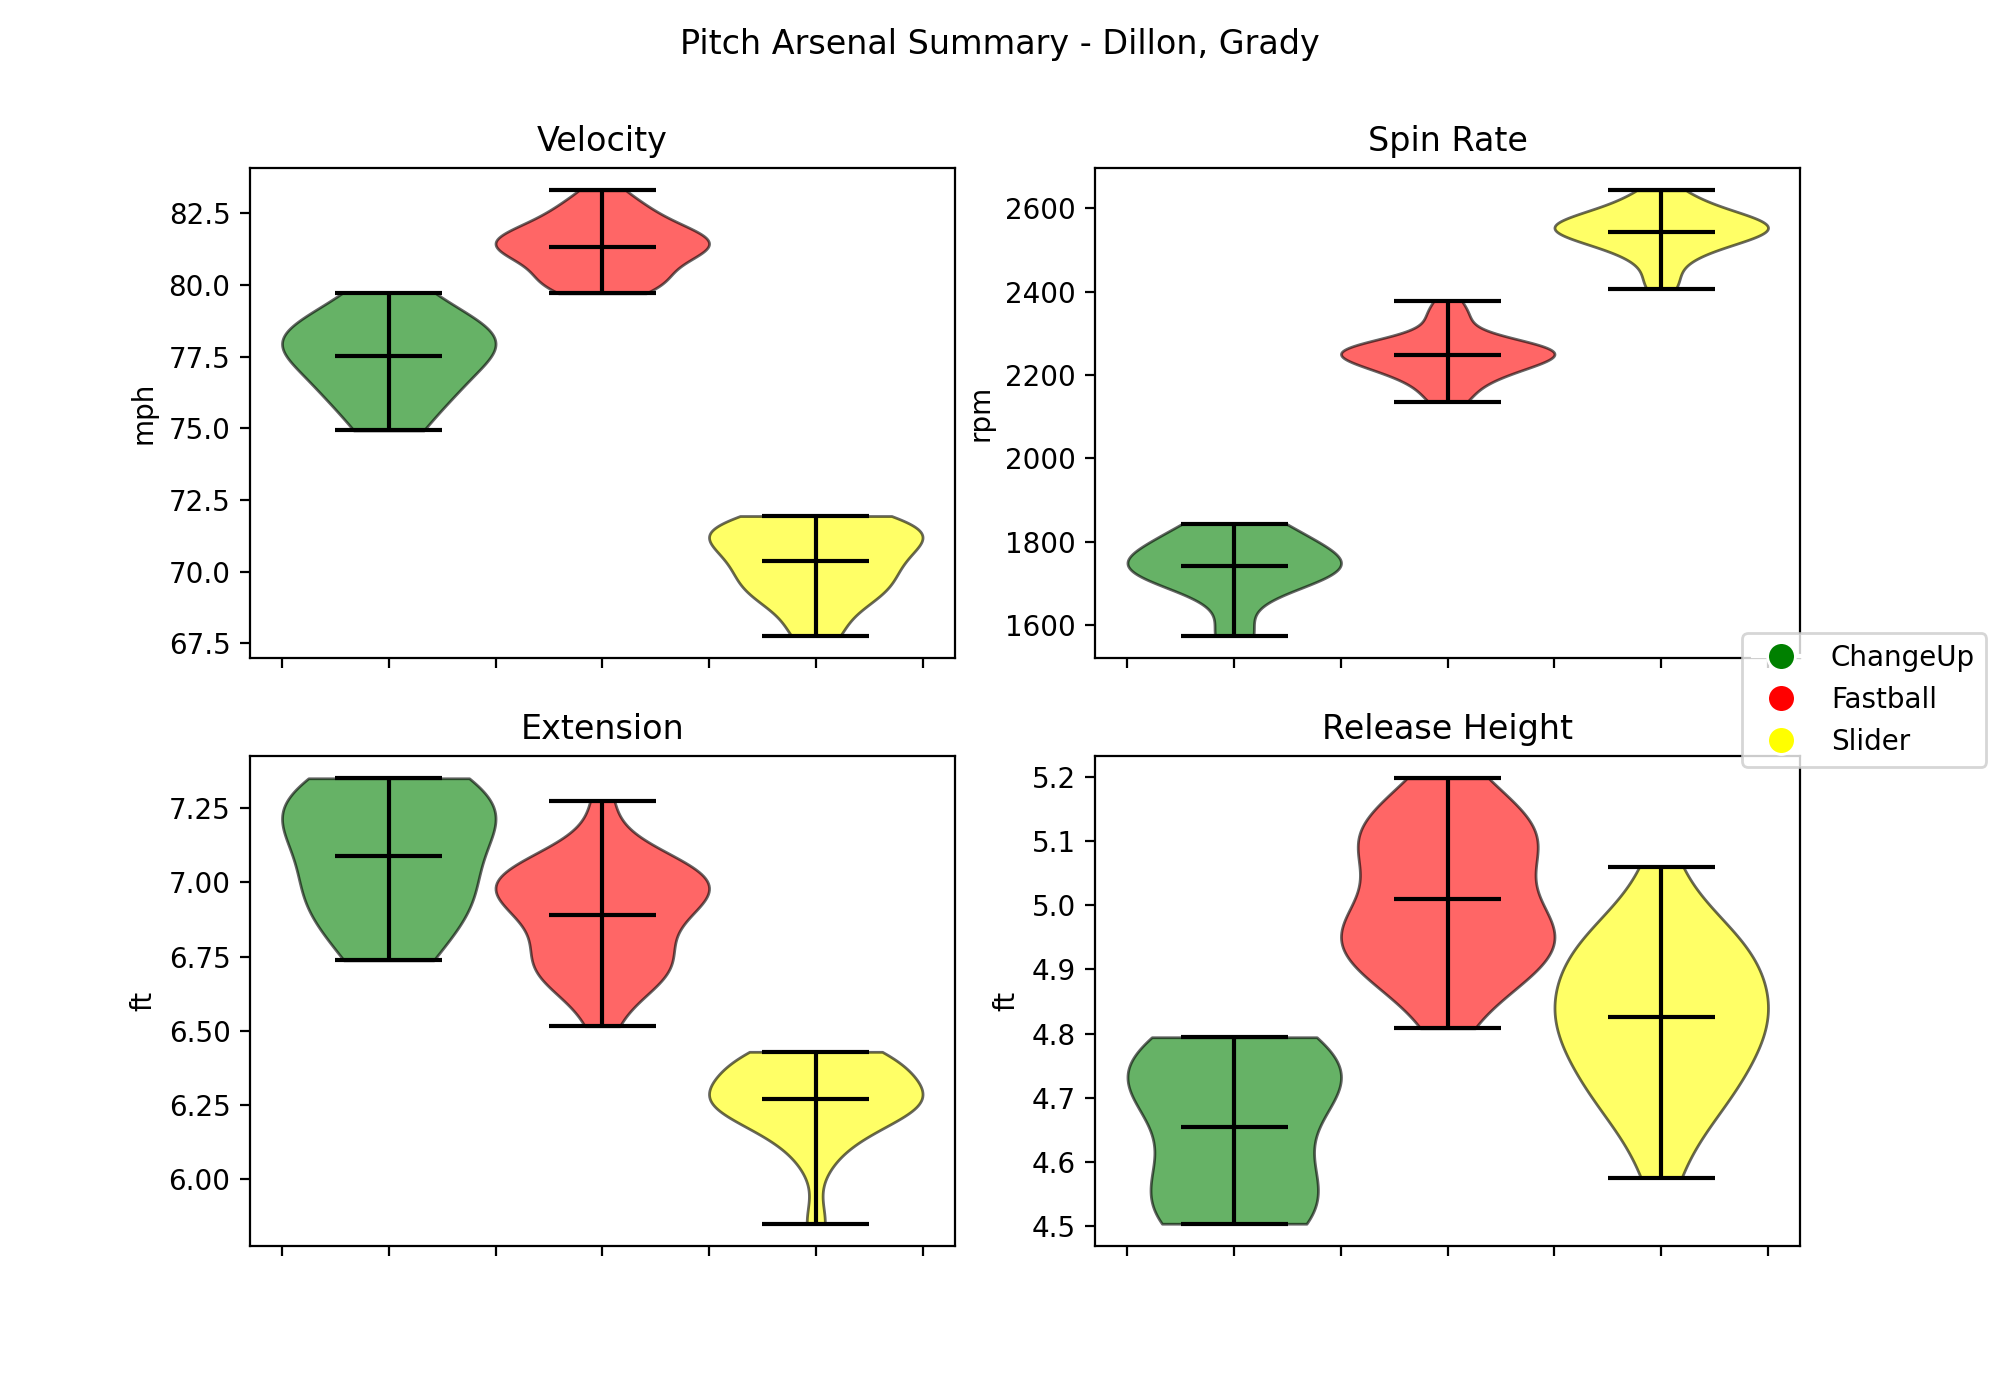 Pitch Arsenal Summary - Dillon, Grady
Velocity
mph
82.5
80.0
77.5
75.0
72.5
70.0
67.5
Spin Rate
rpm
2600
2400
2200
2000
1800
1600
ChangeUp
Fastball
Slider
Extension
ft
7.25
7.00
6.75
6.50
6.25
6.00
Release Height
ft
5.2
5.1
5.0
4.9
4.8
4.7
4.6
4.5